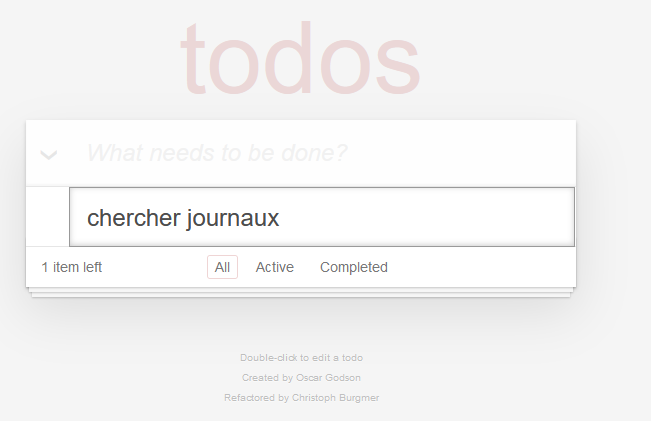 todos
What needs to be done?
chercher journaux
1 item left All Active Completed
Double-click to edit a todo
Created by Oscar Godson
Refactored by Christoph Burgmer